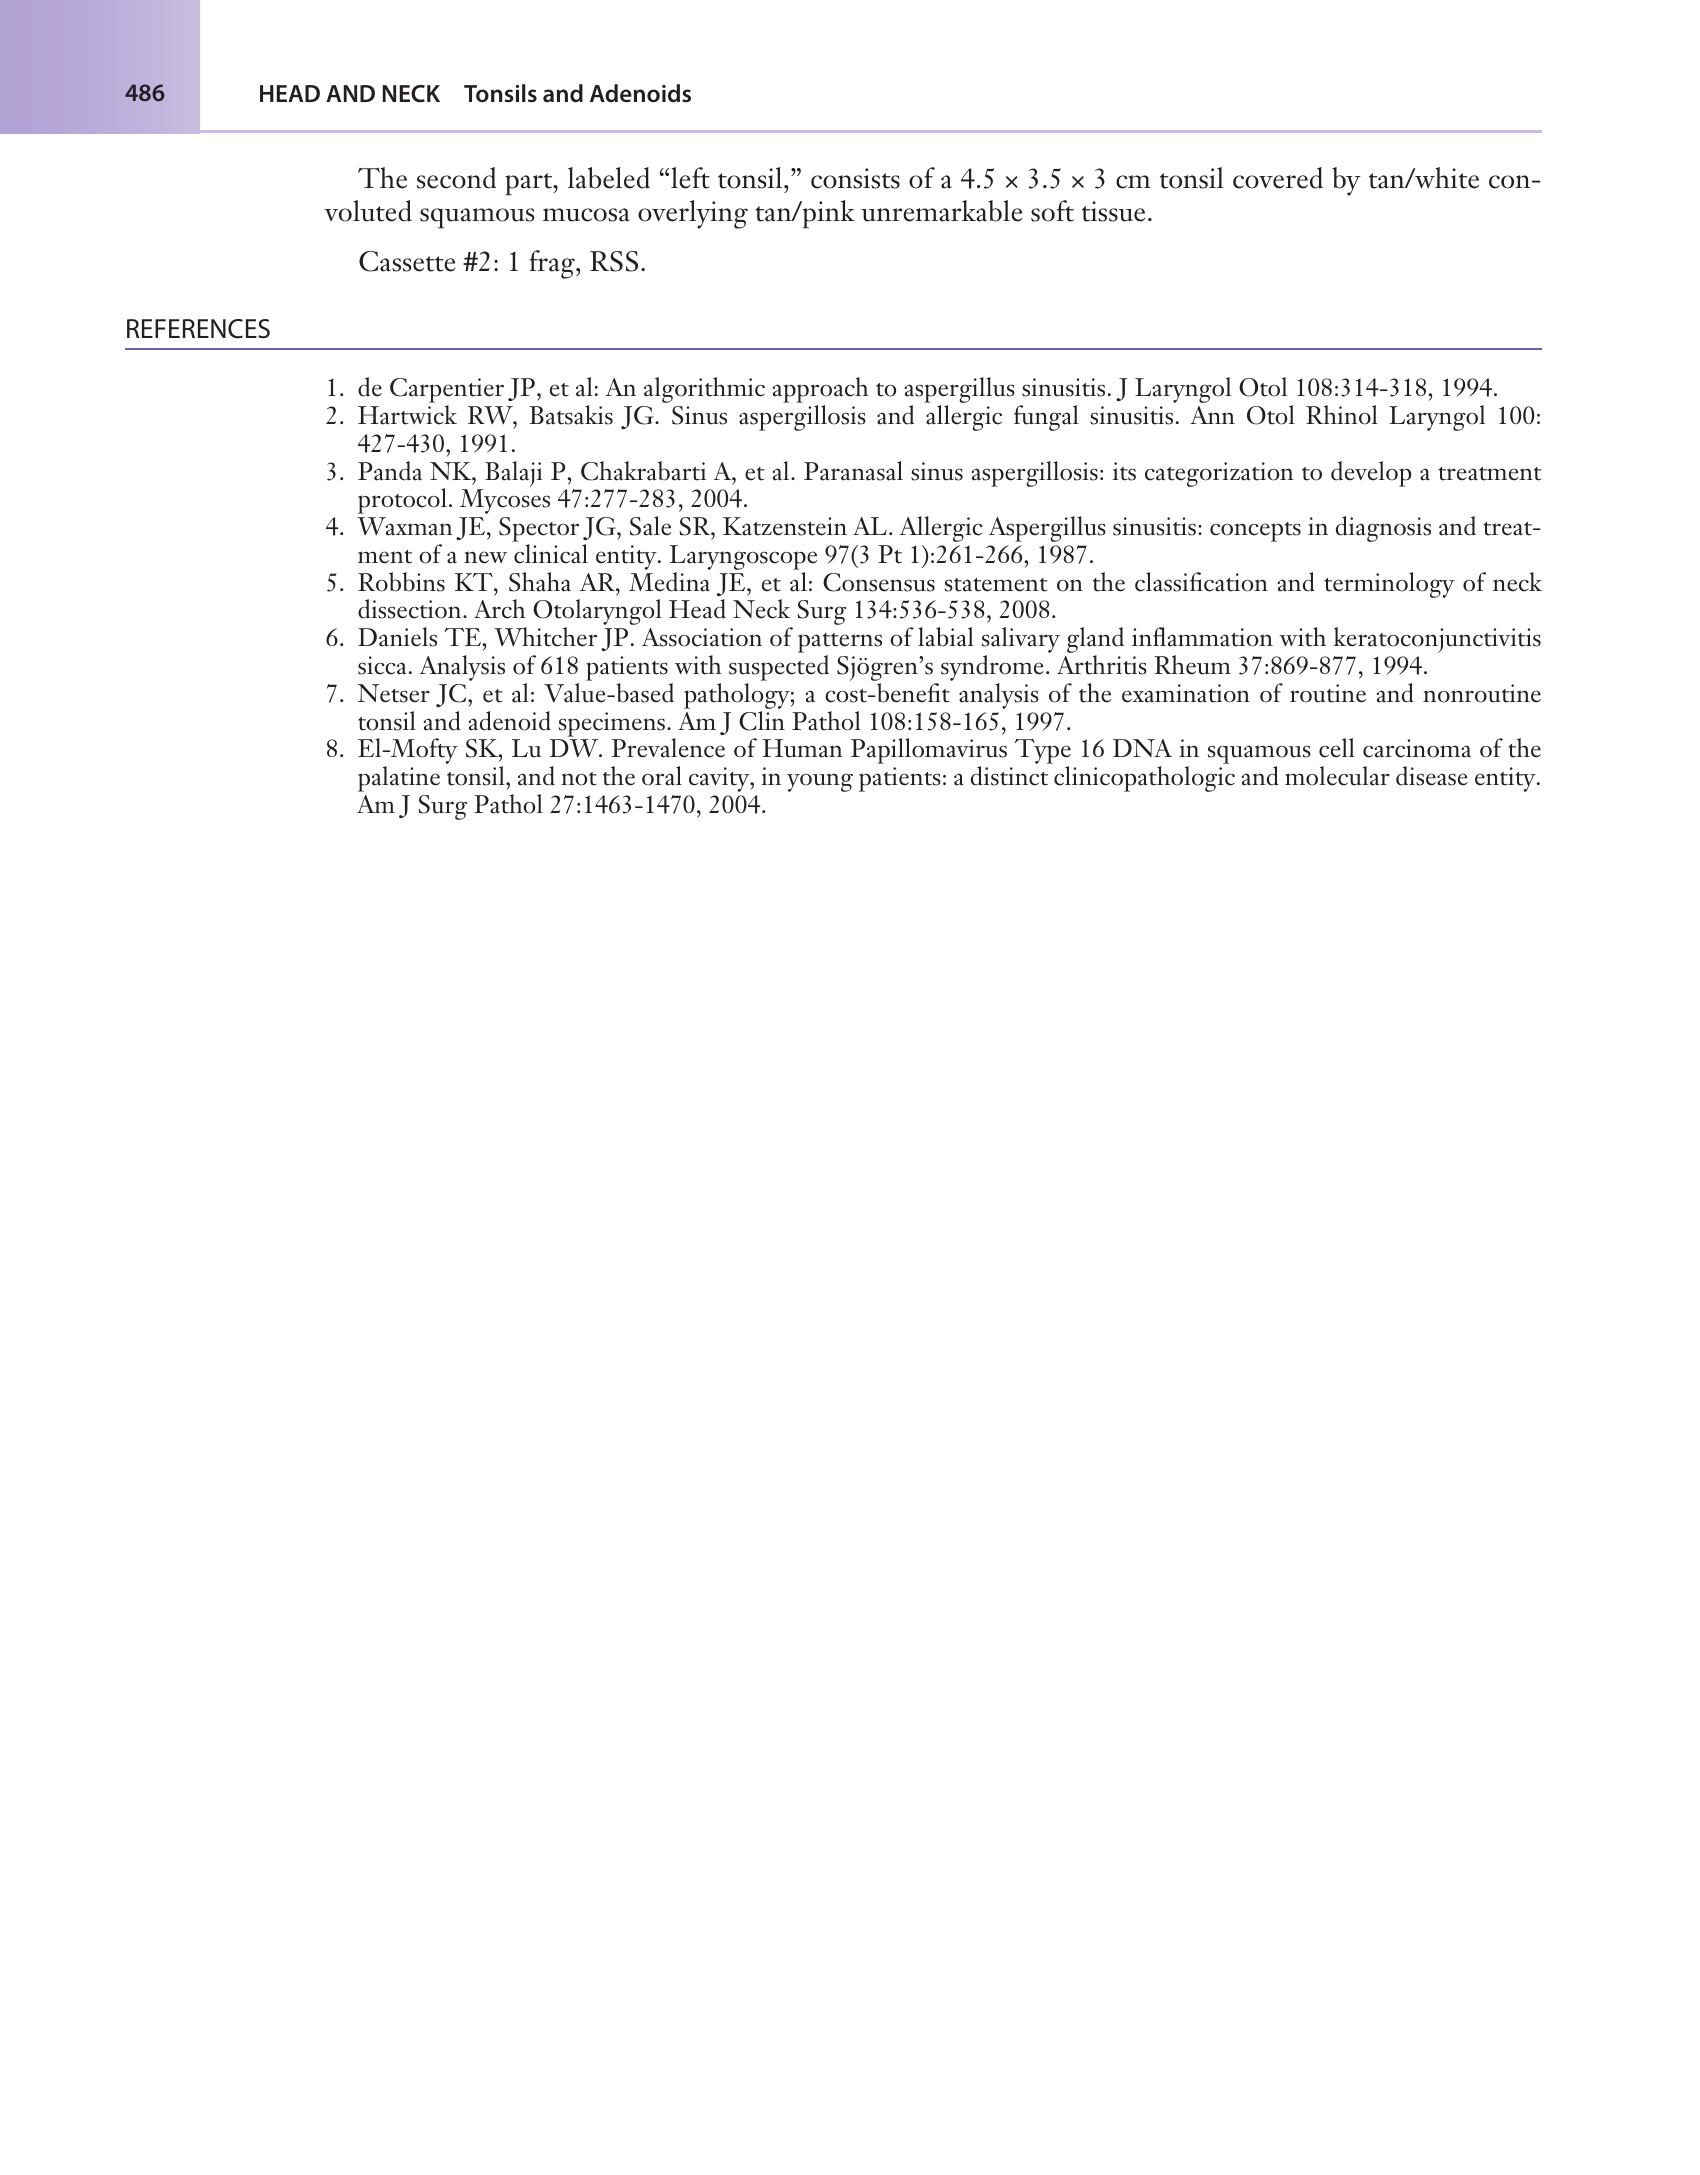 486
HEAD AND NECK Tonsils and Adenoids
The second part, labeled “left tonsil,” consists of a 4.5 × 3.5 × 3 cm tonsil covered by tan/white con-
voluted squamous mucosa overlying tan/pink unremarkable soft tissue.
Cassette #2: 1 frag, RSS.
REFERENCES
1. de Carpentier JP, et al: An algorithmic approach to aspergillus sinusitis. J Laryngol Otol 108:314-318, 1994.
2. Hartwick RW, Batsakis JG. Sinus aspergillosis and allergic fungal sinusitis. Ann Otol Rhinol Laryngol 100:
427-430, 1991.
3. Panda NK, Balaji P, Chakrabarti A, et al. Paranasal sinus aspergillosis: its categorization to develop a treatment
protocol. Mycoses 47:277-283, 2004.
4. Waxman JE, Spector JG, Sale SR, Katzenstein AL. Allergic Aspergillus sinusitis: concepts in diagnosis and treat-
ment of a new clinical entity. Laryngoscope 97(3 Pt 1):261-266, 1987.
5. Robbins KT, Shaha AR, Medina JE, et al: Consensus statement on the classification and terminology of neck
dissection. Arch Otolaryngol Head Neck Surg 134:536-538, 2008.
6. Daniels TE, Whitcher JP. Association of patterns of labial salivary gland inflammation with keratoconjunctivitis
sicca. Analysis of 618 patients with suspected Sjögren’s syndrome. Arthritis Rheum 37:869-877, 1994.
7. Netser JC, et al: Value-based pathology; a cost-benefit analysis of the examination of routine and nonroutine
tonsil and adenoid specimens. Am J Clin Pathol 108:158-165, 1997.
8. El-Mofty SK, Lu DW. Prevalence of Human Papillomavirus Type 16 DNA in squamous cell carcinoma of the
palatine tonsil, and not the oral cavity, in young patients: a distinct clinicopathologic and molecular disease entity.
Am J Surg Pathol 27:1463-1470, 2004.